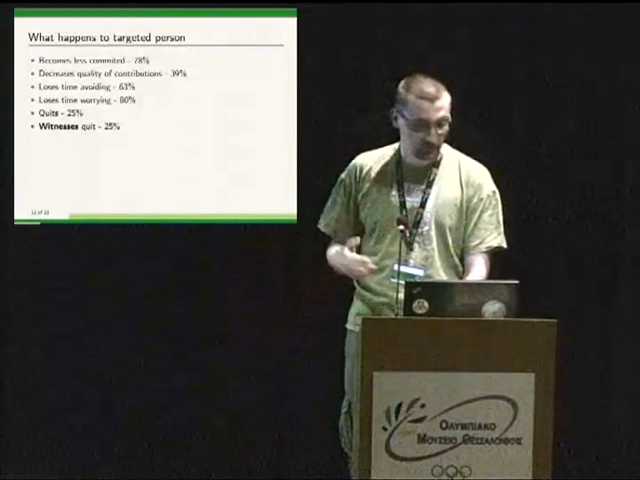 What happens to targeted person
Becomes less commited - 78%
Decreases quality of contributions - 39%
Loses time avoiding - 63%
Loses time worrying - 80%
Quits - 25%
Witnesses quit - 25%
ΟΛΥΜΠΙΑΚΟ
ΜΟΥΣΕΙΟ ΘΕΣΣΑΛΟΝΙΚΗΣ